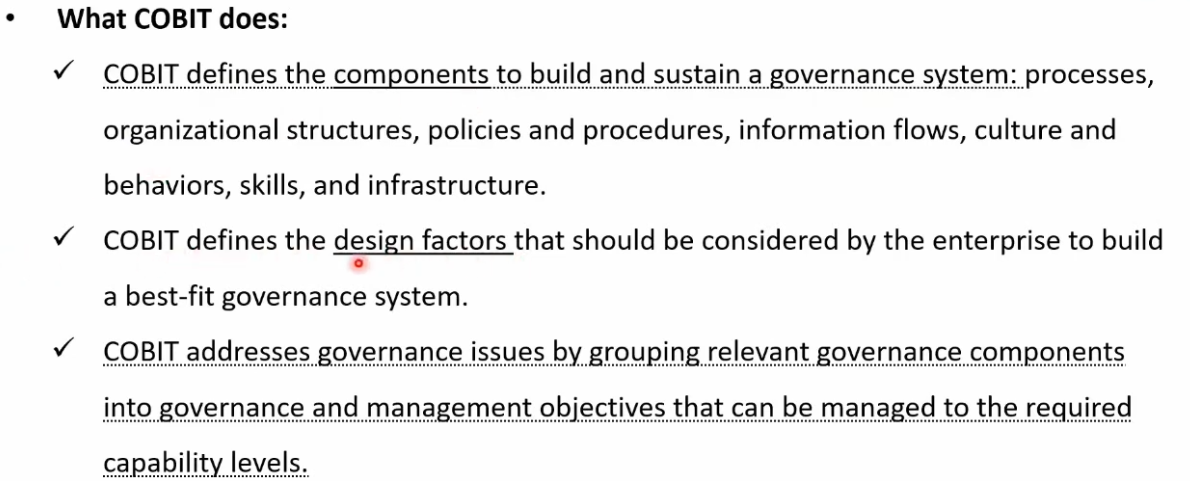 • What COBIT does:
✓ COBIT defines the components to build and sustain a governance system: processes,
organizational structures, policies and procedures, information flows, culture and
behaviors, skills, and infrastructure.
✓ COBIT defines the design factors that should be considered by the enterprise to build
a best-fit governance system.
✓ COBIT addresses governance issues by grouping relevant governance components
into governance and management objectives that can be managed to the required
capability levels.